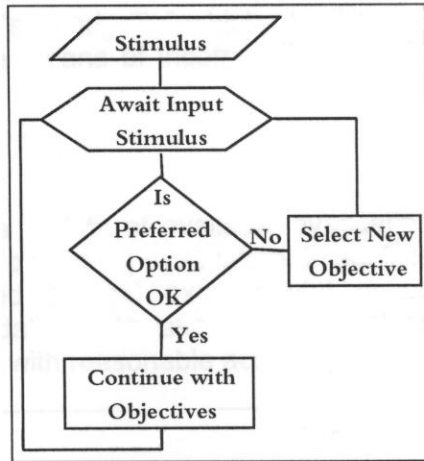 Stimulus
Await Input
Stimulus
Is
Preferred
Option
OK
No
Select New
Objective
Yes
Continue with
Objectives